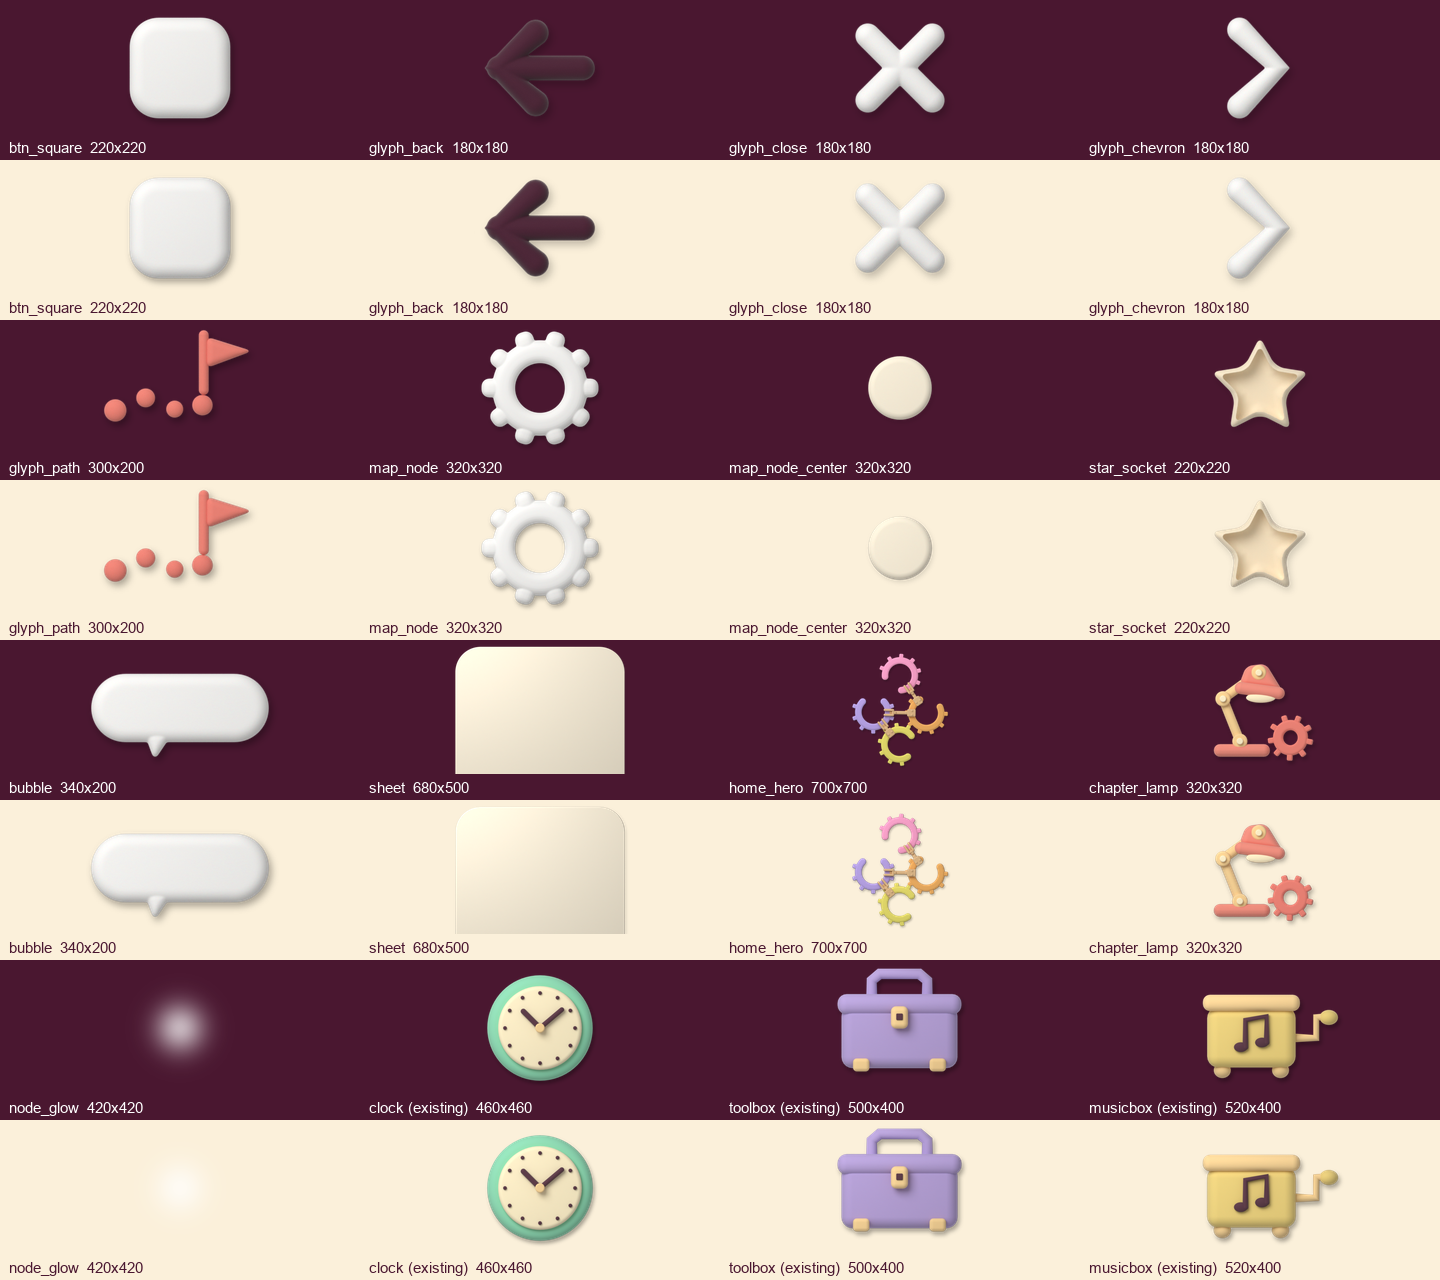 btn_square 220x220
glyph_back 180x180
glyph_close 180x180
glyph_chevron 180x180
btn_square 220x220
glyph_back 180x180
glyph_close 180x180
glyph_chevron 180x180
glyph_path 300x200
map_node 320x320
map_node_center 320x320
star_socket 220x220
glyph_path 300x200
map_node 320x320
map_node_center 320x320
star_socket 220x220
bubble 340x200
sheet 680x500
home_hero 700x700
chapter_lamp 320x320
bubble 340x200
sheet 680x500
home_hero 700x700
chapter_lamp 320x320
node_glow 420x420
clock (existing) 460x460
toolbox (existing) 500x400
musicbox (existing) 520x400
node_glow 420x420
clock (existing) 460x460
toolbox (existing) 500x400
musicbox (existing) 520x400